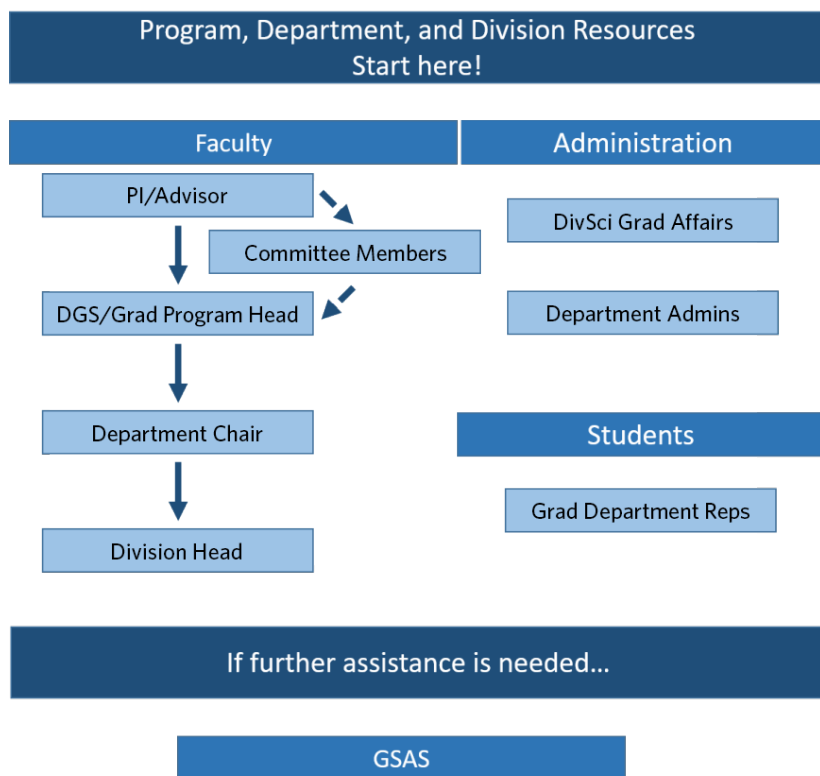 Program, Department, and Division Resources
Start here!
Faculty
Administration
PI/Advisor
DivSci Grad Affairs
Committee Members
DGS/Grad Program Head
Department Admins
Department Chair
Students
Grad Department Reps
Division Head
If further assistance is needed...
GSAS